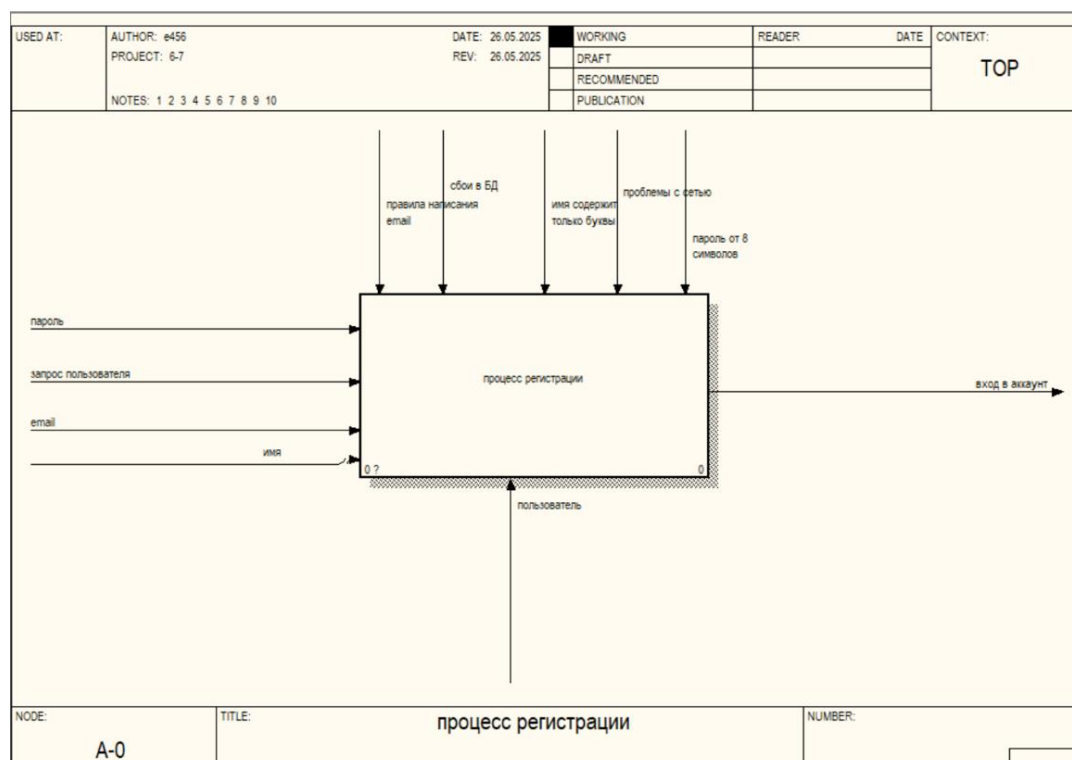 USED AT:
AUTHOR: e456
DATE: 26.05.2025
WORKING
READER
DATE
CONTEXT:
PROJECT: 6-7
REV: 26.05.2025
DRAFT
TOP
RECOMMENDED
NOTES: 1 2 3 4 5 6 7 8 9 10
PUBLICATION
сбои в БД
проблемы с сетью
правила написания
email
имя содержит
только буквы
пароль от 8
символов
пароль
запрос пользователя
процесс регистрации
вход в аккаунт
email
имя
0 ?
0
пользователь
NODE:
TITLE:
процесс регистрации
NUMBER:
A-0